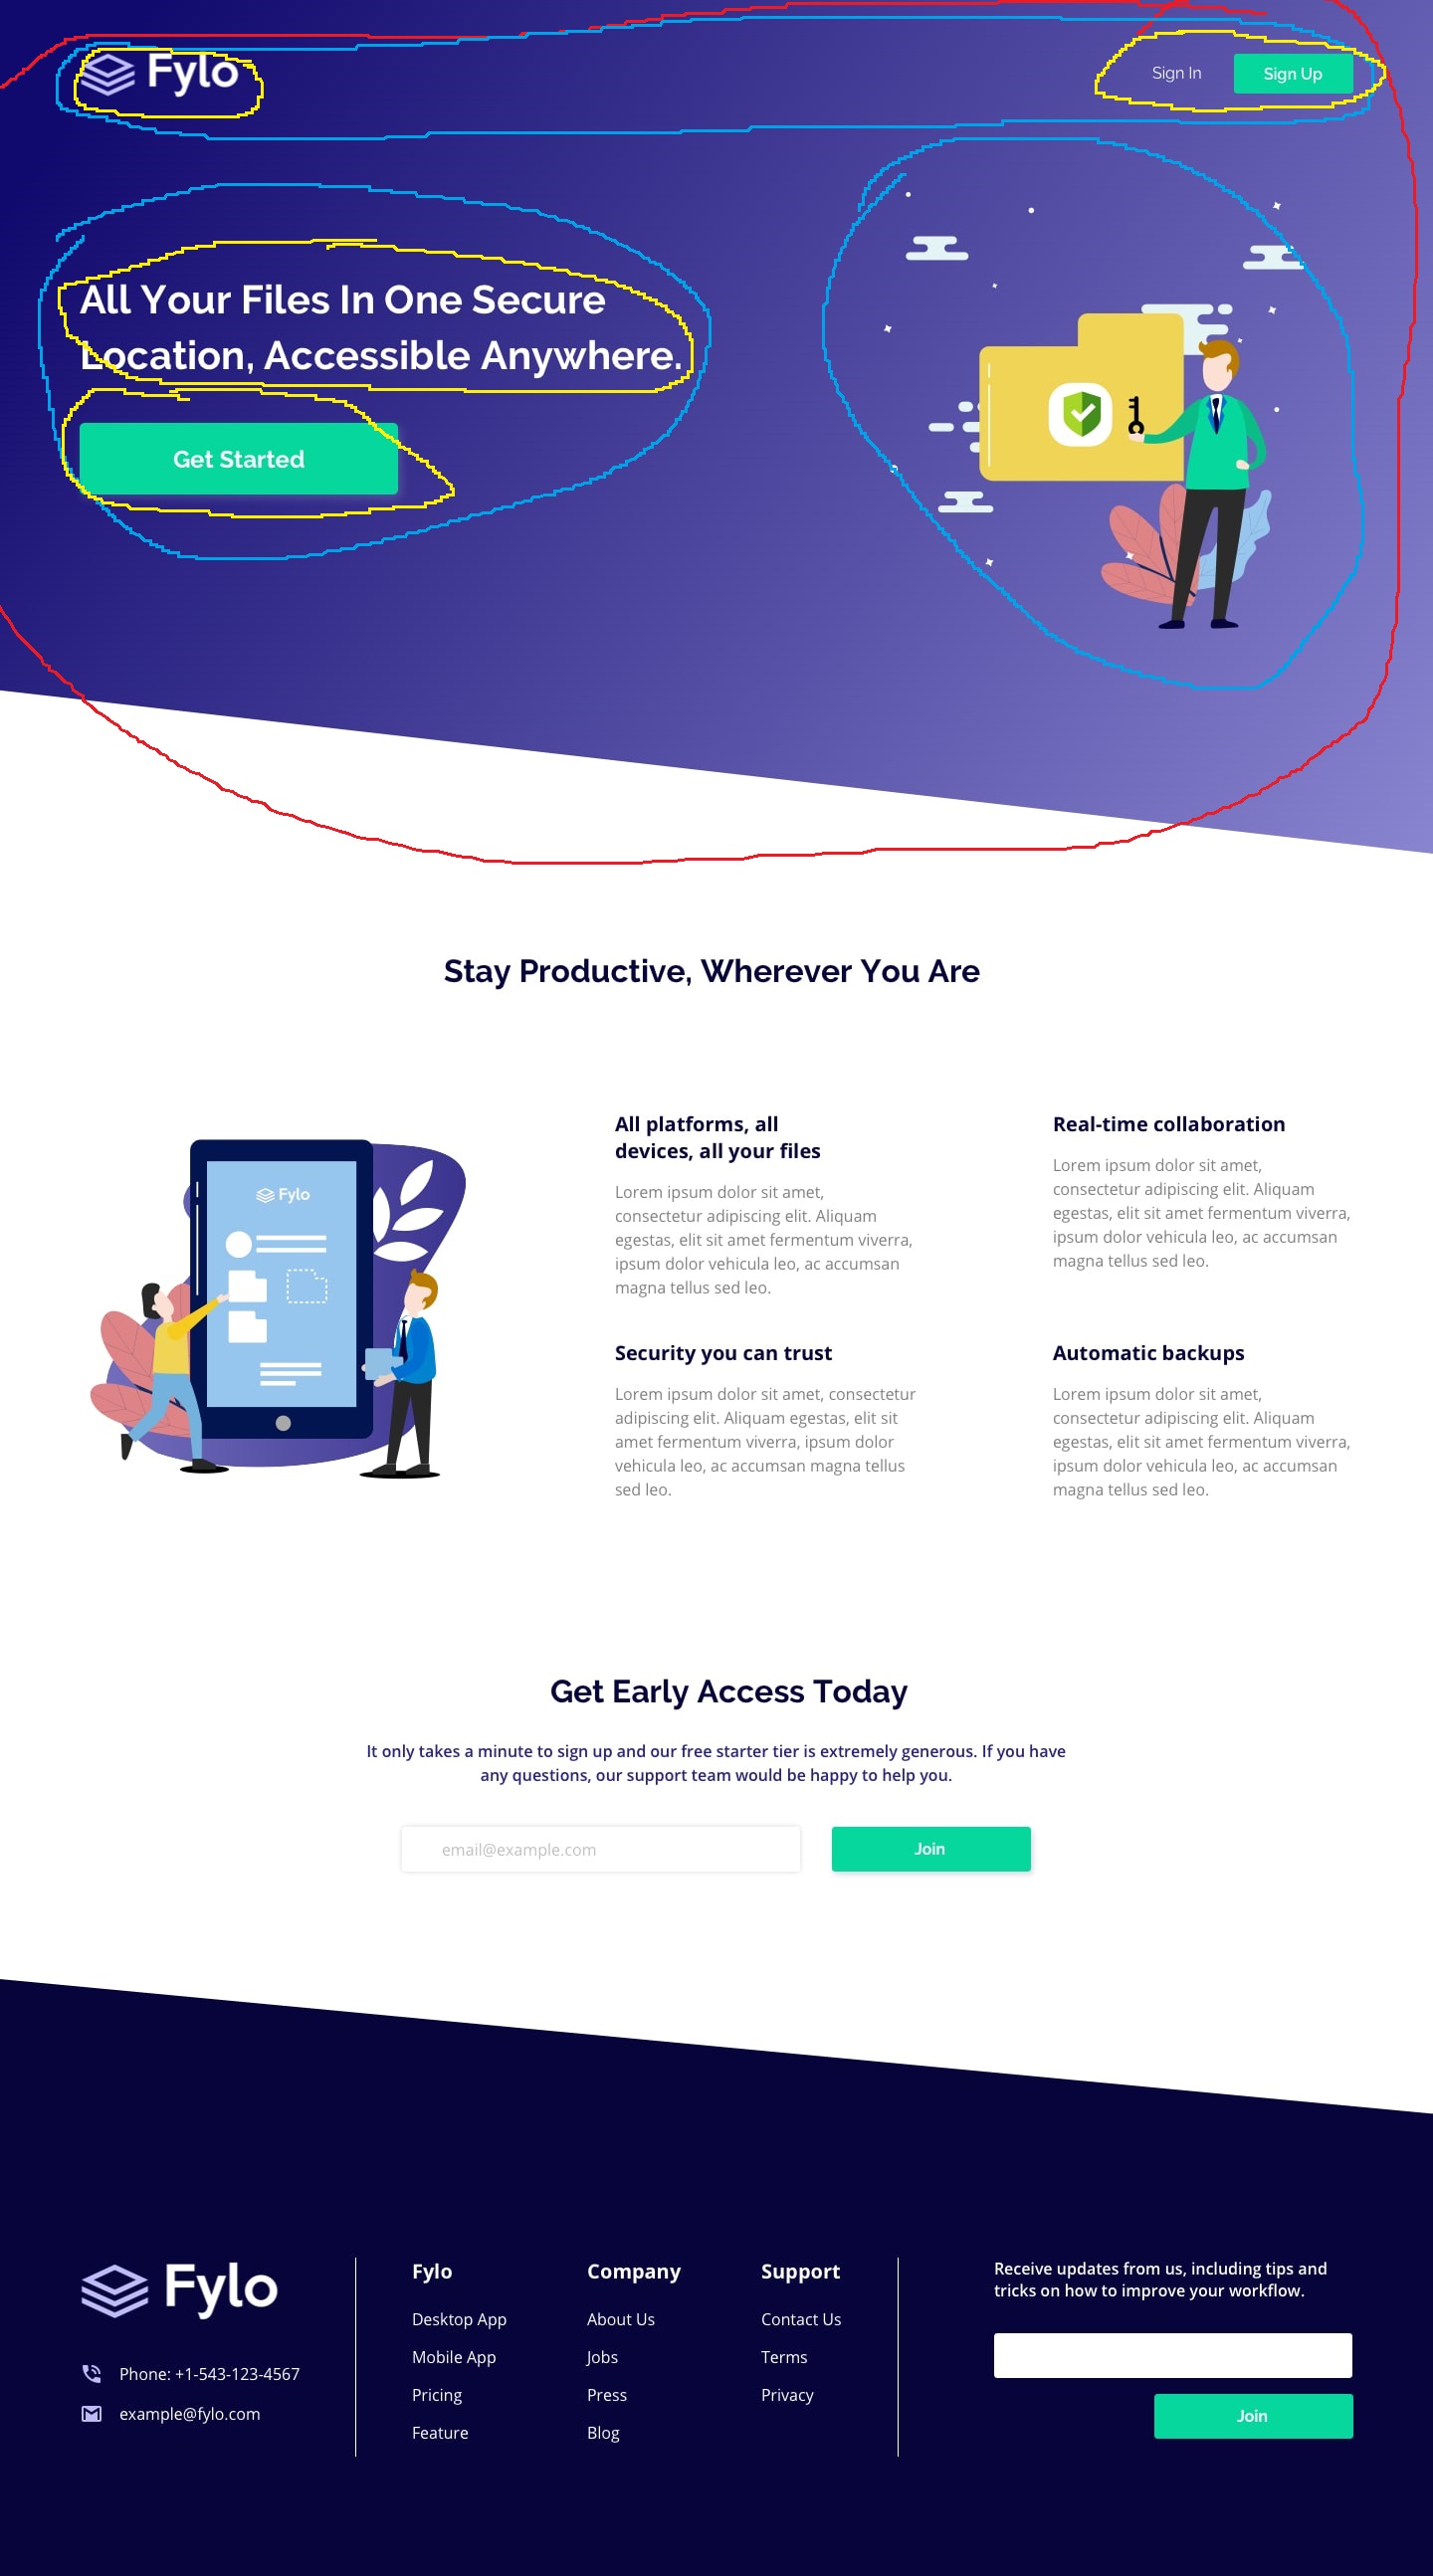 Fylo
Sign In
Sign Up
All Your Files In One Secure
Location, Accessible Anywhere.
Get Started
Stay Productive, Wherever You Are
Fylo
All platforms, all
devices, all your files
Lorem ipsum dolor sit amet,
consectetur adipiscing elit. Aliquam
egestas, elit sit amet fermentum viverra,
ipsum dolor vehicula leo, ac accumsan
magna tellus sed leo.
Real-time collaboration
Lorem ipsum dolor sit amet,
consectetur adipiscing elit. Aliquam
egestas, elit sit amet fermentum viverra,
ipsum dolor vehicula leo, ac accumsan
magna tellus sed leo.
Security you can trust
Lorem ipsum dolor sit amet, consectetur
adipiscing elit. Aliquam egestas, elit sit
amet fermentum viverra, ipsum dolor
vehicula leo, ac accumsan magna tellus
sed leo.
Automatic backups
Lorem ipsum dolor sit amet,
consectetur adipiscing elit. Aliquam
egestas, elit sit amet fermentum viverra,
ipsum dolor vehicula leo, ac accumsan
magna tellus sed leo.
Get Early Access Today
It only takes a minute to sign up and our free starter tier is extremely generous. If you have
any questions, our support team would be happy to help you.
email@example.com
Join
Fylo
Phone: +1-543-123-4567
example@fylo.com
Fylo
Desktop App
Mobile App
Pricing
Feature
Company
About Us
Jobs
Press
Blog
Support
Contact Us
Terms
Privacy
Receive updates from us, including tips and
tricks on how to improve your workflow.
Join